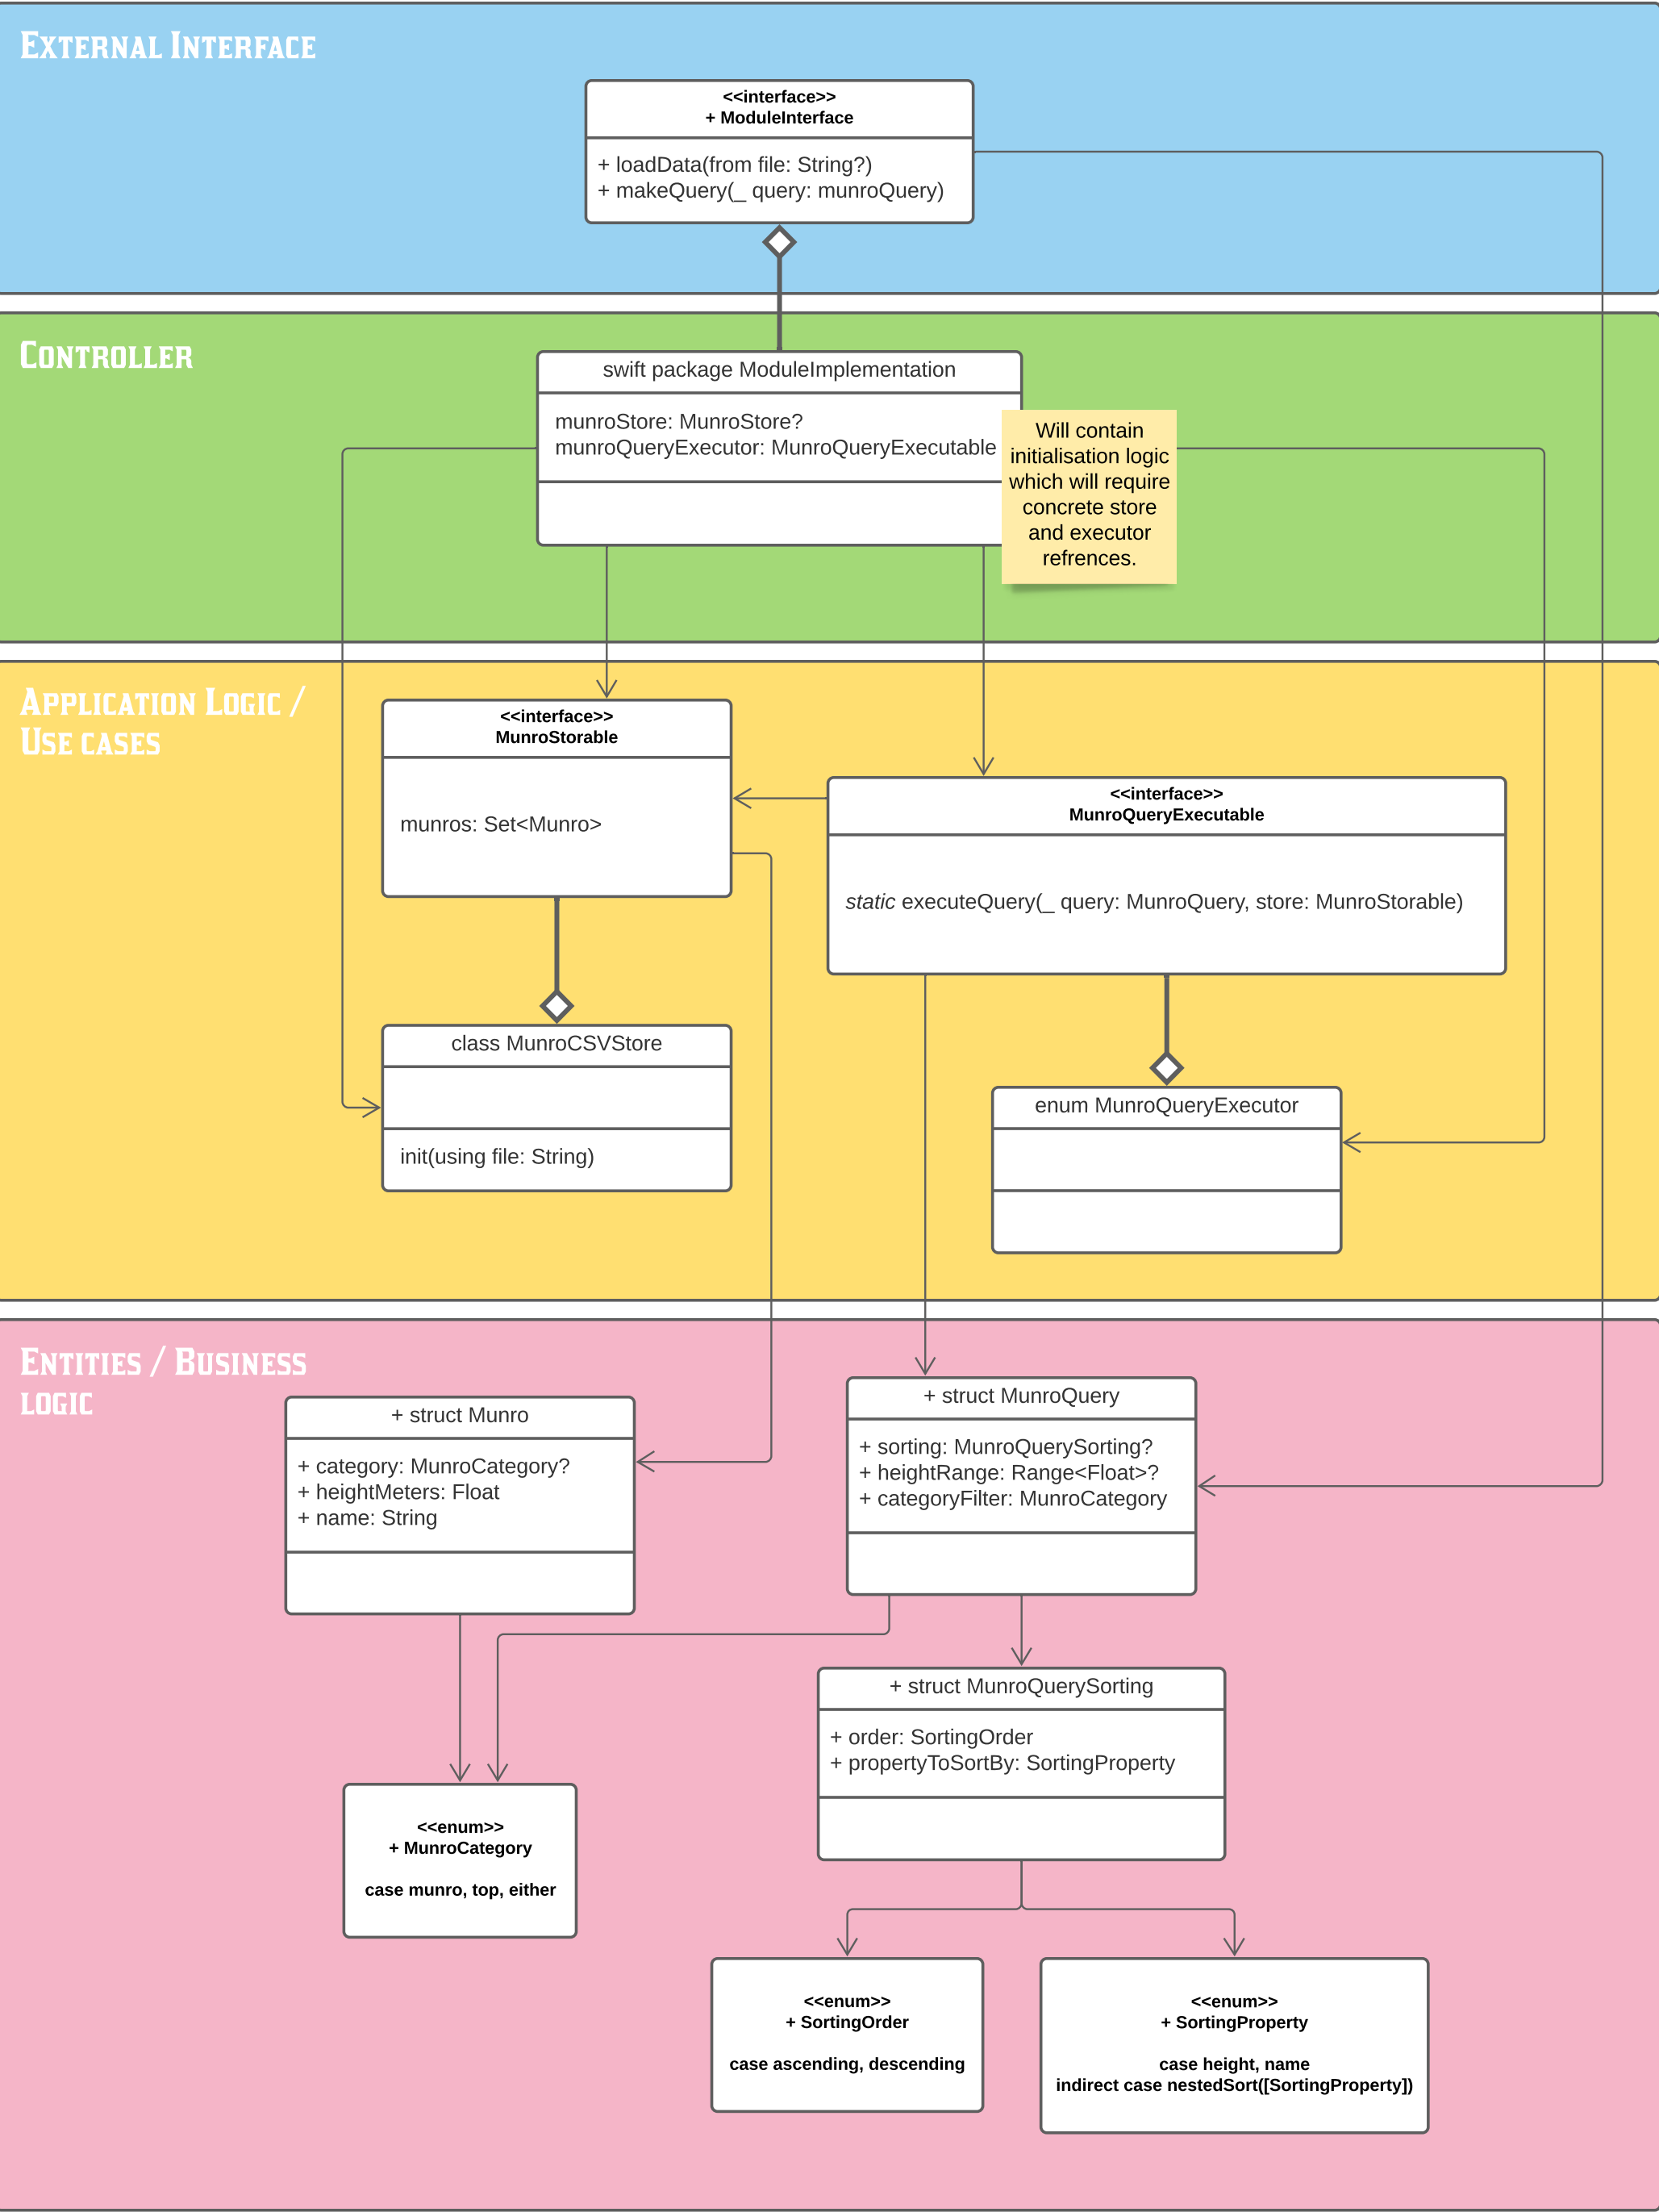 External Interface
<<interface>>
+ ModuleInterface
+ loadData(from file: String?)
+ makeQuery(_ query: munroQuery)
Controller
swift package ModuleImplementation
munroStore: MunroStore?
munroQueryExecutor: MunroQueryExecutable
Will contain
initialisation logic
which will require
concrete store
and executor
refrences.
Application Logic /
Use cases
<<interface>>
MunroStorable
munros: Set<Munro>
<<interface>>
MunroQueryExecutable
static executeQuery(_ query: MunroQuery, store: MunroStorable)
class MunroCSVStore
init(using file: String)
enum MunroQueryExecutor
Entities / Business
logic
+ struct Munro
+ category: MunroCategory?
+ heightMeters: Float
+ name: String
+ struct MunroQuery
+ sorting: MunroQuerySorting?
+ heightRange: Range<Float>?
+ categoryFilter: MunroCategory
+ struct MunroQuerySorting
+ order: SortingOrder
+ propertyToSortBy: SortingProperty
<<enum>>
+ MunroCategory
case munro, top, either
<<enum>>
+ SortingOrder
case ascending, descending
<<enum>>
+ SortingProperty
case height, name
indirect case nestedSort([SortingProperty])